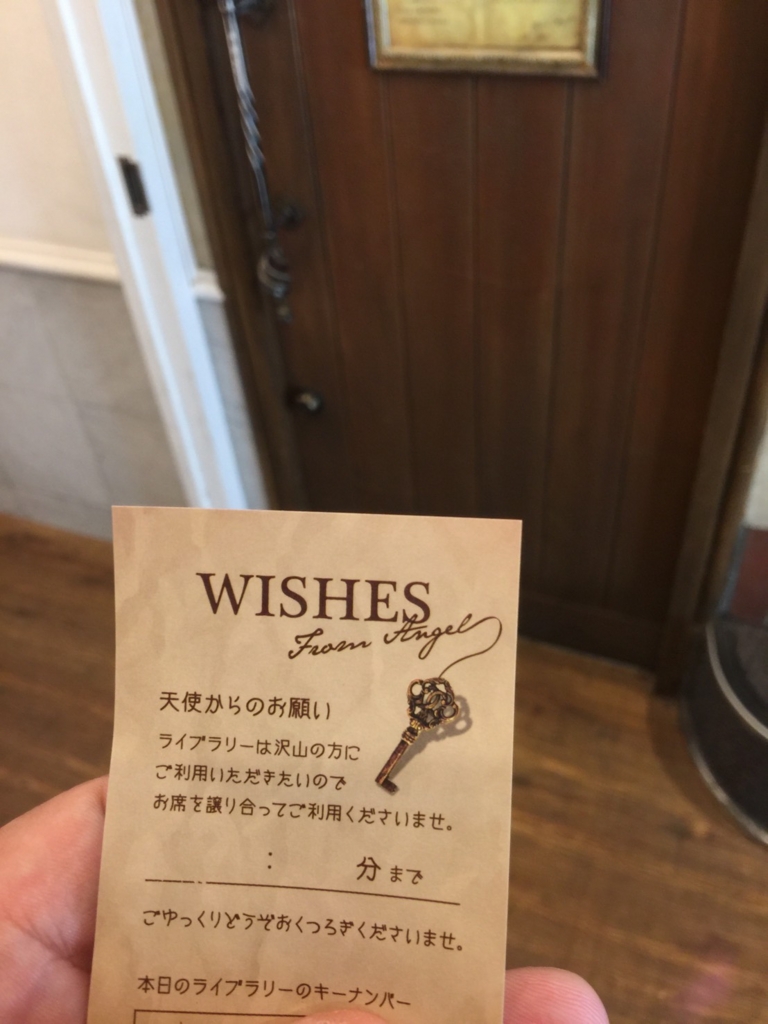 WISHES
From Angel
天使からのお願い
ライブラリーは沢山の方に
ご利用いただきたいので
お席を譲り合ってご利用くださいませ。
: 分まで
ごゆっくりどうぞおくつろぎくださいませ。
本日のライブラリーのキーナンバー